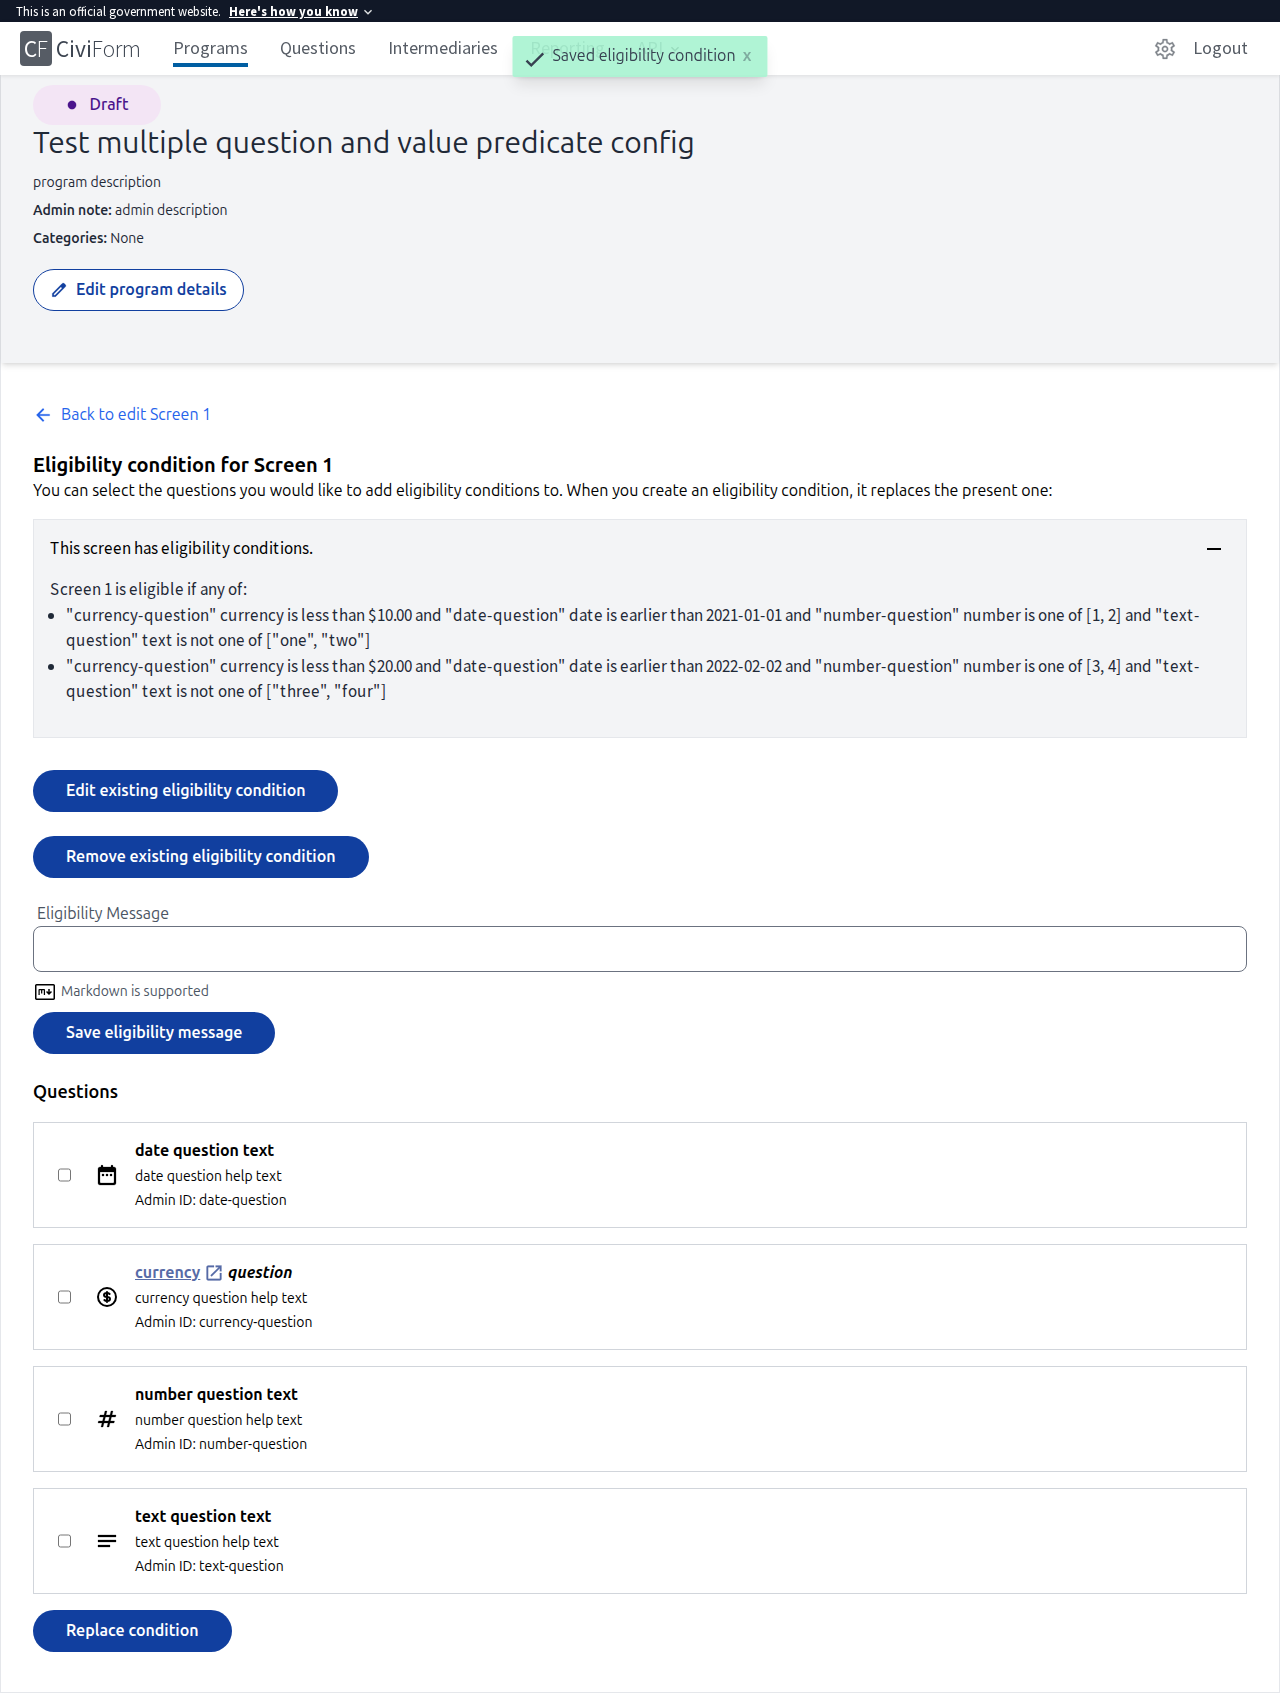 This is an official government website. Here's how you know
CF CiviForm Programs Questions Intermediaries Logout
Saved eligibility condition x
Draft
Test multiple question and value predicate config
program description
Admin note: admin description
Categories: None
Edit program details
Back to edit Screen 1
Eligibility condition for Screen 1
You can select the questions you would like to add eligibility conditions to. When you create an eligibility condition, it replaces the present one:
This screen has eligibility conditions.
Screen 1 is eligible if any of:
"currency-question" currency is less than $10.00 and "date-question" date is earlier than 2021-01-01 and "number-question" number is one of [1, 2] and "text-
question" text is not one of ["one", "two"]
"currency-question" currency is less than $20.00 and "date-question" date is earlier than 2022-02-02 and "number-question" number is one of [3, 4] and "text-
question" text is not one of ["three", "four"]
Edit existing eligibility condition
Remove existing eligibility condition
Eligibility Message
Markdown is supported
Save eligibility message
Questions
date question text
date question help text
Admin ID: date-question
currency question
currency question help text
Admin ID: currency-question
number question text
number question help text
Admin ID: number-question
text question text
text question help text
Admin ID: text-question
Replace condition